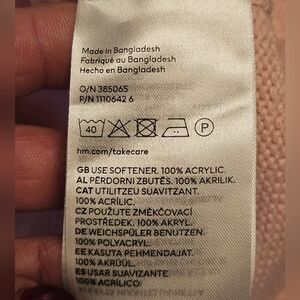 Made in Bangladesh
Fabriqué au Bangladesh
Hecho en Bangladesh
O/N 385065
P/N 1110642 6
40
P
hm.com/takecare
GB USE SOFTENER. 100% ACRYLIC.
AL PËRDORNI ZBUTËS. 100% AKRILIK.
CAT UTILITZEU SUAVITZANT.
100% ACRÍLIC.
CZ POUŽIJTE ZMĚKČOVACÍ
PROSTŘEDEK. 100% AKRYL.
DE WEICHSPÜLER BENUTZEN.
100% POLYACRYL.
EE KASUTA PEHMENDAJAT.
100% AKRÜÜL.
ES USAR SUAVIZANTE.
100% ACRÍLICO.